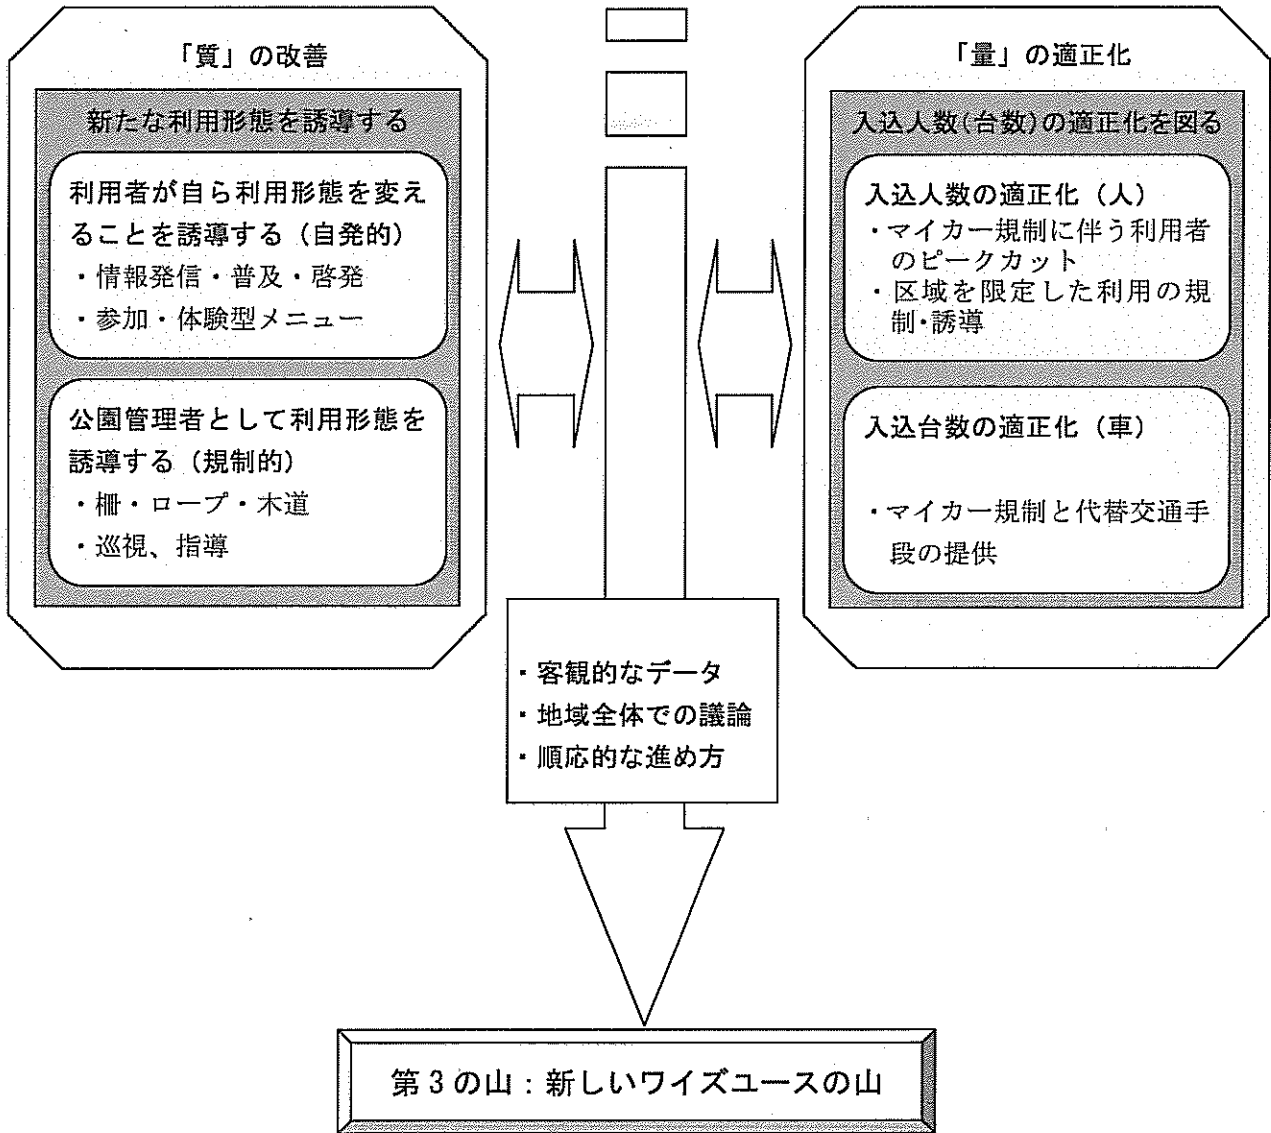 「質」の改善
新たな利用形態を誘導する
利用者が自ら利用形態を変え
ることを誘導する（自発的）
・情報発信・普及・啓発
・参加・体験型メニュー
公園管理者として利用形態を
誘導する（規制的）
・柵・ロープ・木道
・巡視、指導
「量」の適正化
入込人数(台数)の適正化を図る
入込人数の適正化（人）
・マイカー規制に伴う利用者
のピークカット
・区域を限定した利用の規
制・誘導
入込台数の適正化（車）
・マイカー規制と代替交通手
段の提供
・客観的なデータ
・地域全体での議論
・順応的な進め方
第３の山：新しいワイズユースの山